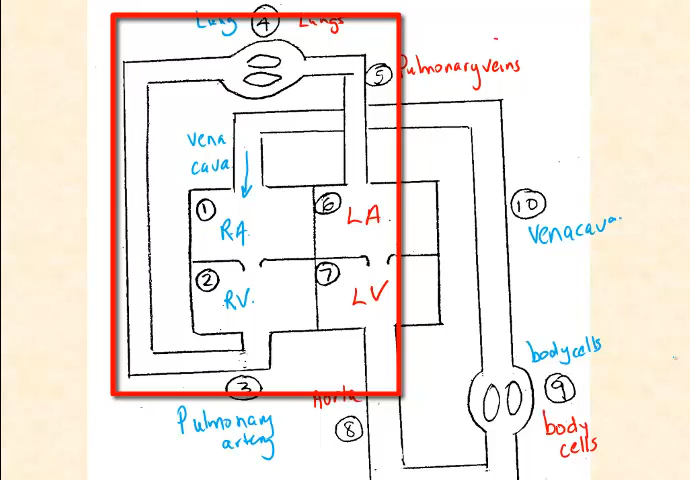 Lung 4 Lungs
5 Pulmonary veins
vena
cava
1
RA
6
LA
10
venacava
2
RV
7
LV
body cells
3
Pulmonary
artery
Aorta
8
9
body
cells